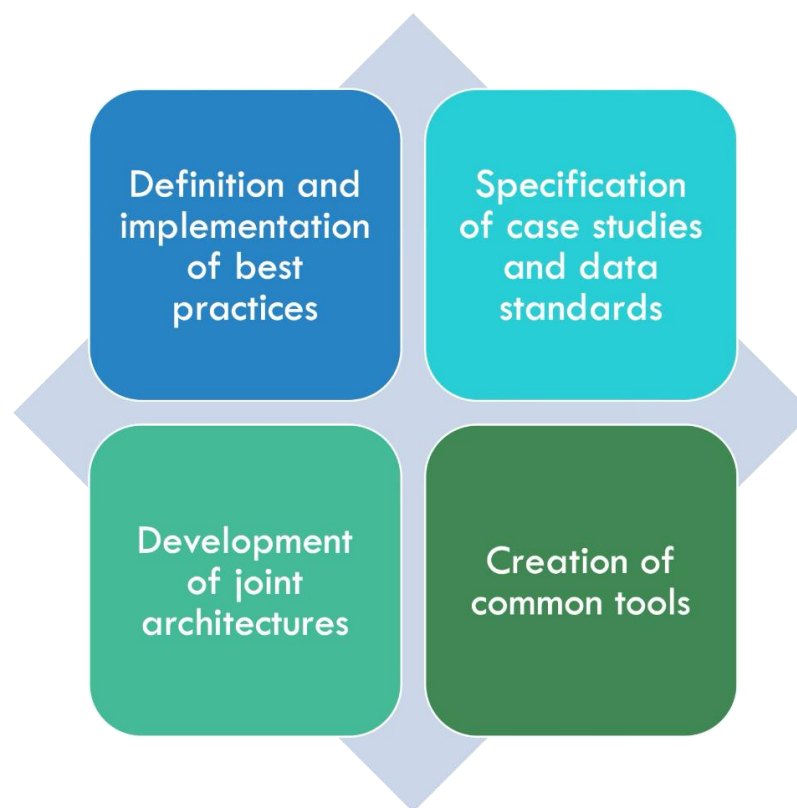 Definition and
implementation
of best
practices
Specification
of case studies
and data
standards
Development
of joint
architectures
Creation of
common tools